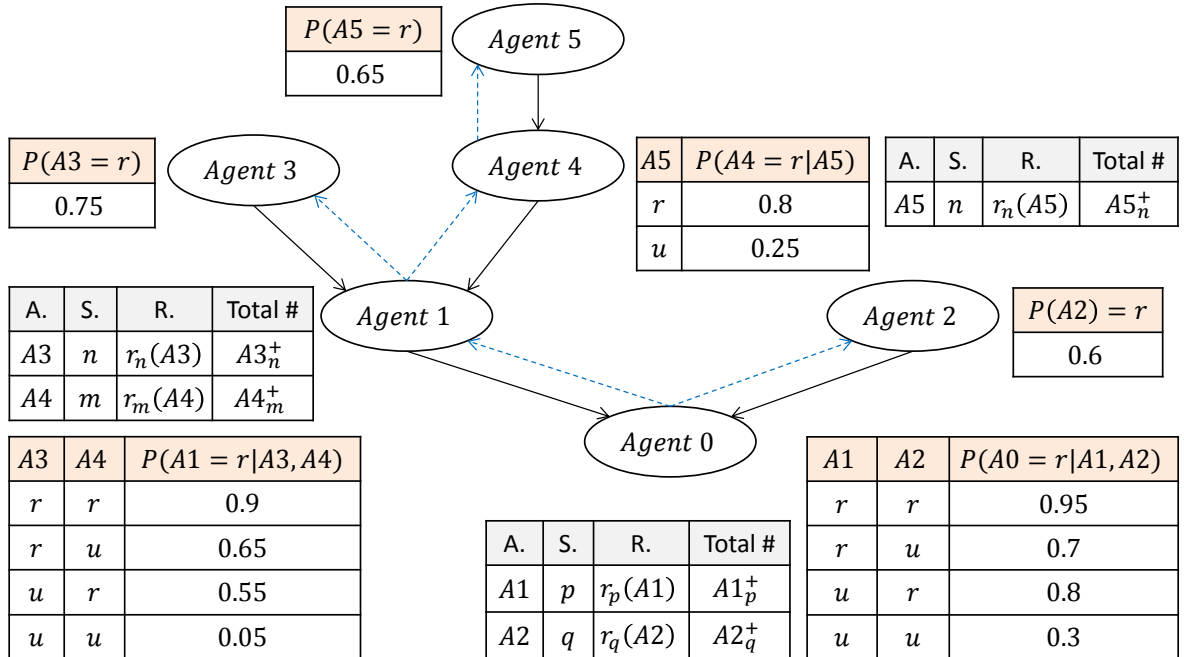 P(A5 = r)
0.65
Agent 5
P(A3 = r)
0.75
Agent 3
Agent 4
A5 P(A4 = r|A5)
r 0.8
u 0.25
A. S. R. Total #
A5 n r_n(A5) A5_n^+
A. S. R. Total #
A3 n r_n(A3) A3_n^+
A4 m r_m(A4) A4_m^+
Agent 1
Agent 2
P(A2) = r
0.6
Agent 0
A3 A4 P(A1 = r|A3, A4)
r r 0.9
r u 0.65
u r 0.55
u u 0.05
A. S. R. Total #
A1 p r_p(A1) A1_p^+
A2 q r_q(A2) A2_q^+
A1 A2 P(A0 = r|A1, A2)
r r 0.95
r u 0.7
u r 0.8
u u 0.3